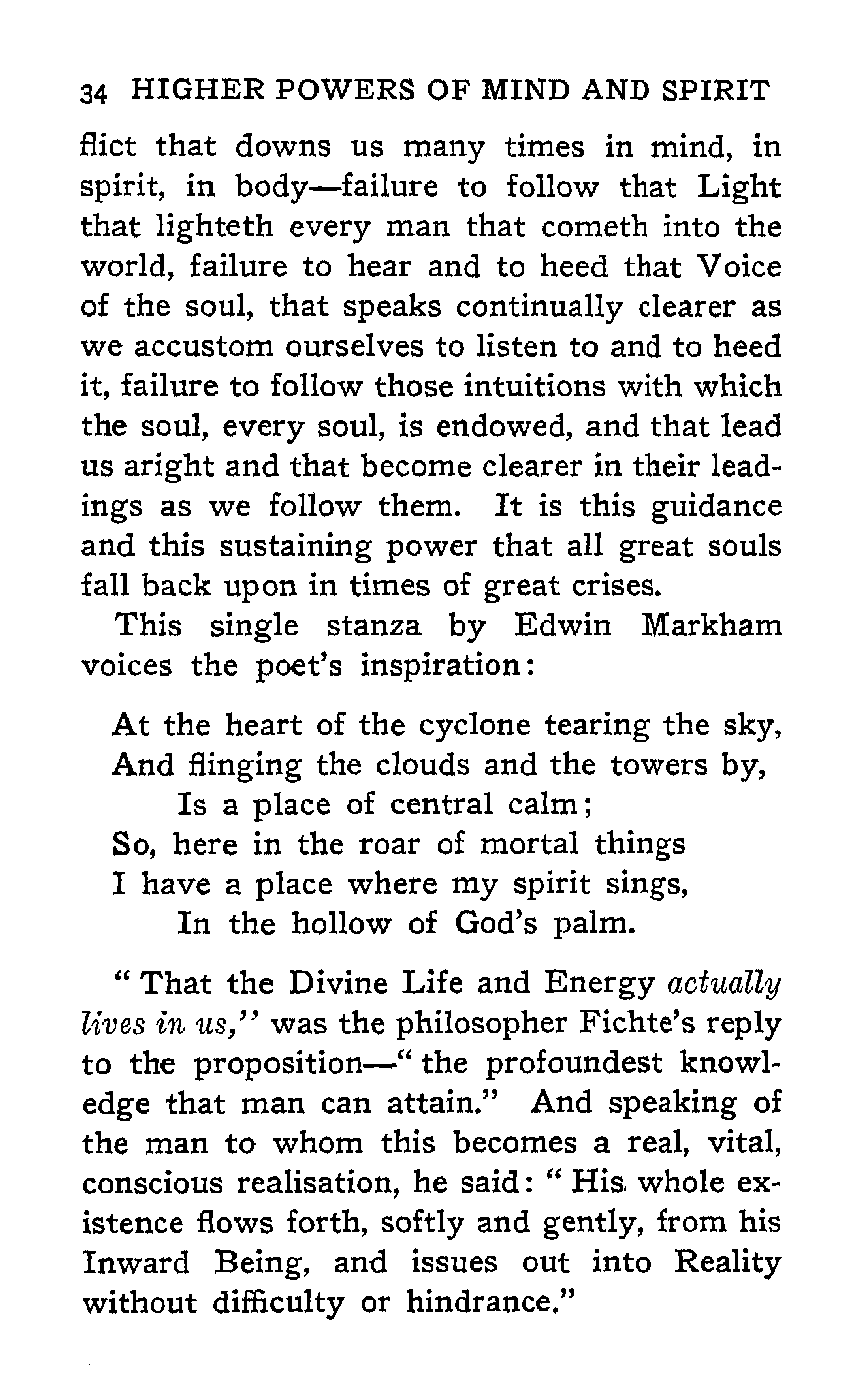 34 HIGHER POWERS OF MIND AND SPIRIT
flict that downs us many times in mind, in
spirit, in body—failure to follow that Light
that lighteth every man that cometh into the
world, failure to hear and to heed that Voice
of the soul, that speaks continually clearer as
we accustom ourselves to listen to and to heed
it, failure to follow those intuitions with which
the soul, every soul, is endowed, and that lead
us aright and that become clearer in their lead-
ings as we follow them. It is this guidance
and this sustaining power that all great souls
fall back upon in times of great crises.
This single stanza by Edwin Markham
voices the poet's inspiration:
At the heart of the cyclone tearing the sky,
And flinging the clouds and the towers by,
Is a place of central calm;
So, here in the roar of mortal things
I have a place where my spirit sings,
In the hollow of God's palm.
" That the Divine Life and Energy actually
lives in us," was the philosopher Fichte's reply
to the proposition—" the profoundest knowl-
edge that man can attain." And speaking of
the man to whom this becomes a real, vital,
conscious realisation, he said: " His whole ex-
istence flows forth, softly and gently, from his
Inward Being, and issues out into Reality
without difficulty or hindrance."